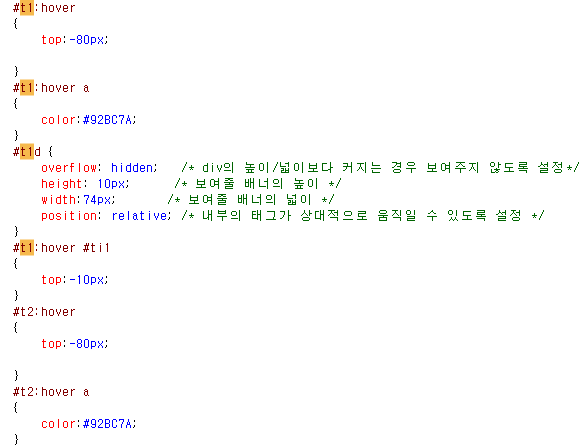 #t1:hover
{
    top:-80px;

}
#t1:hover a
{
    color:#92BC7A;
}
#t1d {
    overflow: hidden;   /* div의 높이/넓이보다 커지는 경우 보여주지 않도록 설정*/
    height: 10px;      /* 보여줄 배너의 높이 */
    width:74px;       /* 보여줄 배너의 넓이 */
    position: relative; /* 내부의 태그가 상대적으로 움직일 수 있도록 설정 */
}
#t1:hover #ti1
{
    top:-10px;
}
#t2:hover
{
    top:-80px;

}
#t2:hover a
{
    color:#92BC7A;
}